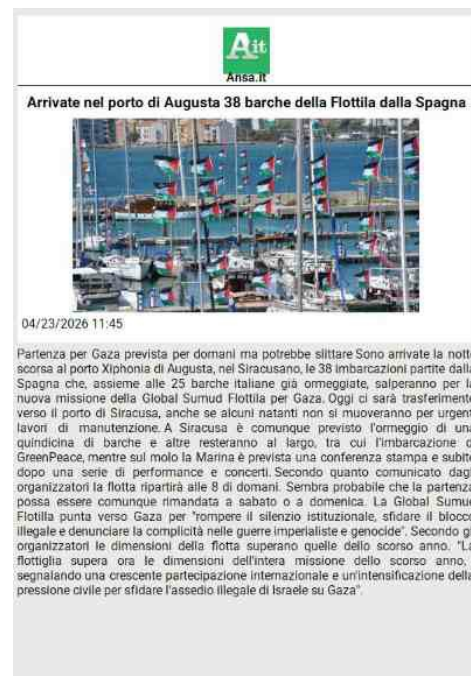 Ait
Ansa.it
Arrivate nel porto di Augusta 38 barche della Flottila dalla Spagna
04/23/2026 11:45
Partenza per Gaza prevista per domani ma potrebbe slittare Sono arrivate la notte
scorsa al porto Xiphonia di Augusta, nel Siracusano, le 38 imbarcazioni partite dalla
Spagna che, assieme alle 25 barche italiane già ormeggiate, salperanno per la
nuova missione della Global Sumud Flotilla per Gaza. Oggi ci sarà trasferimento
verso il porto di Siracusa, anche se alcuni natanti non si muoveranno per urgenti
lavori di manutenzione. A Siracusa è comunque previsto l'ormeggio di una
quindicina di barche e altre resteranno al largo, tra cui l'imbarcazione di
GreenPeace, mentre sul molo la Marina è prevista una conferenza stampa e subito
dopo una serie di performance e concerti. Secondo quanto comunicato dagli
organizzatori la flotta ripartirà alle 8 di domani. Sembra probabile che la partenza
possa essere comunque rimandata a sabato o a domenica. La Global Sumud
Flotilla punta verso Gaza per "rompere il silenzio istituzionale, sfidare il blocco
illegale e denunciare la complicità nelle guerre imperialiste e genocide". Secondo gli
organizzatori le dimensioni della flotta superano quelle dello scorso anno. "La
flottiglia supera ora le dimensioni dell'intera missione dello scorso anno,
segnalando una crescente partecipazione internazionale e un'intensificazione della
pressione civile per sfidare l'assedio illegale di Israele su Gaza".